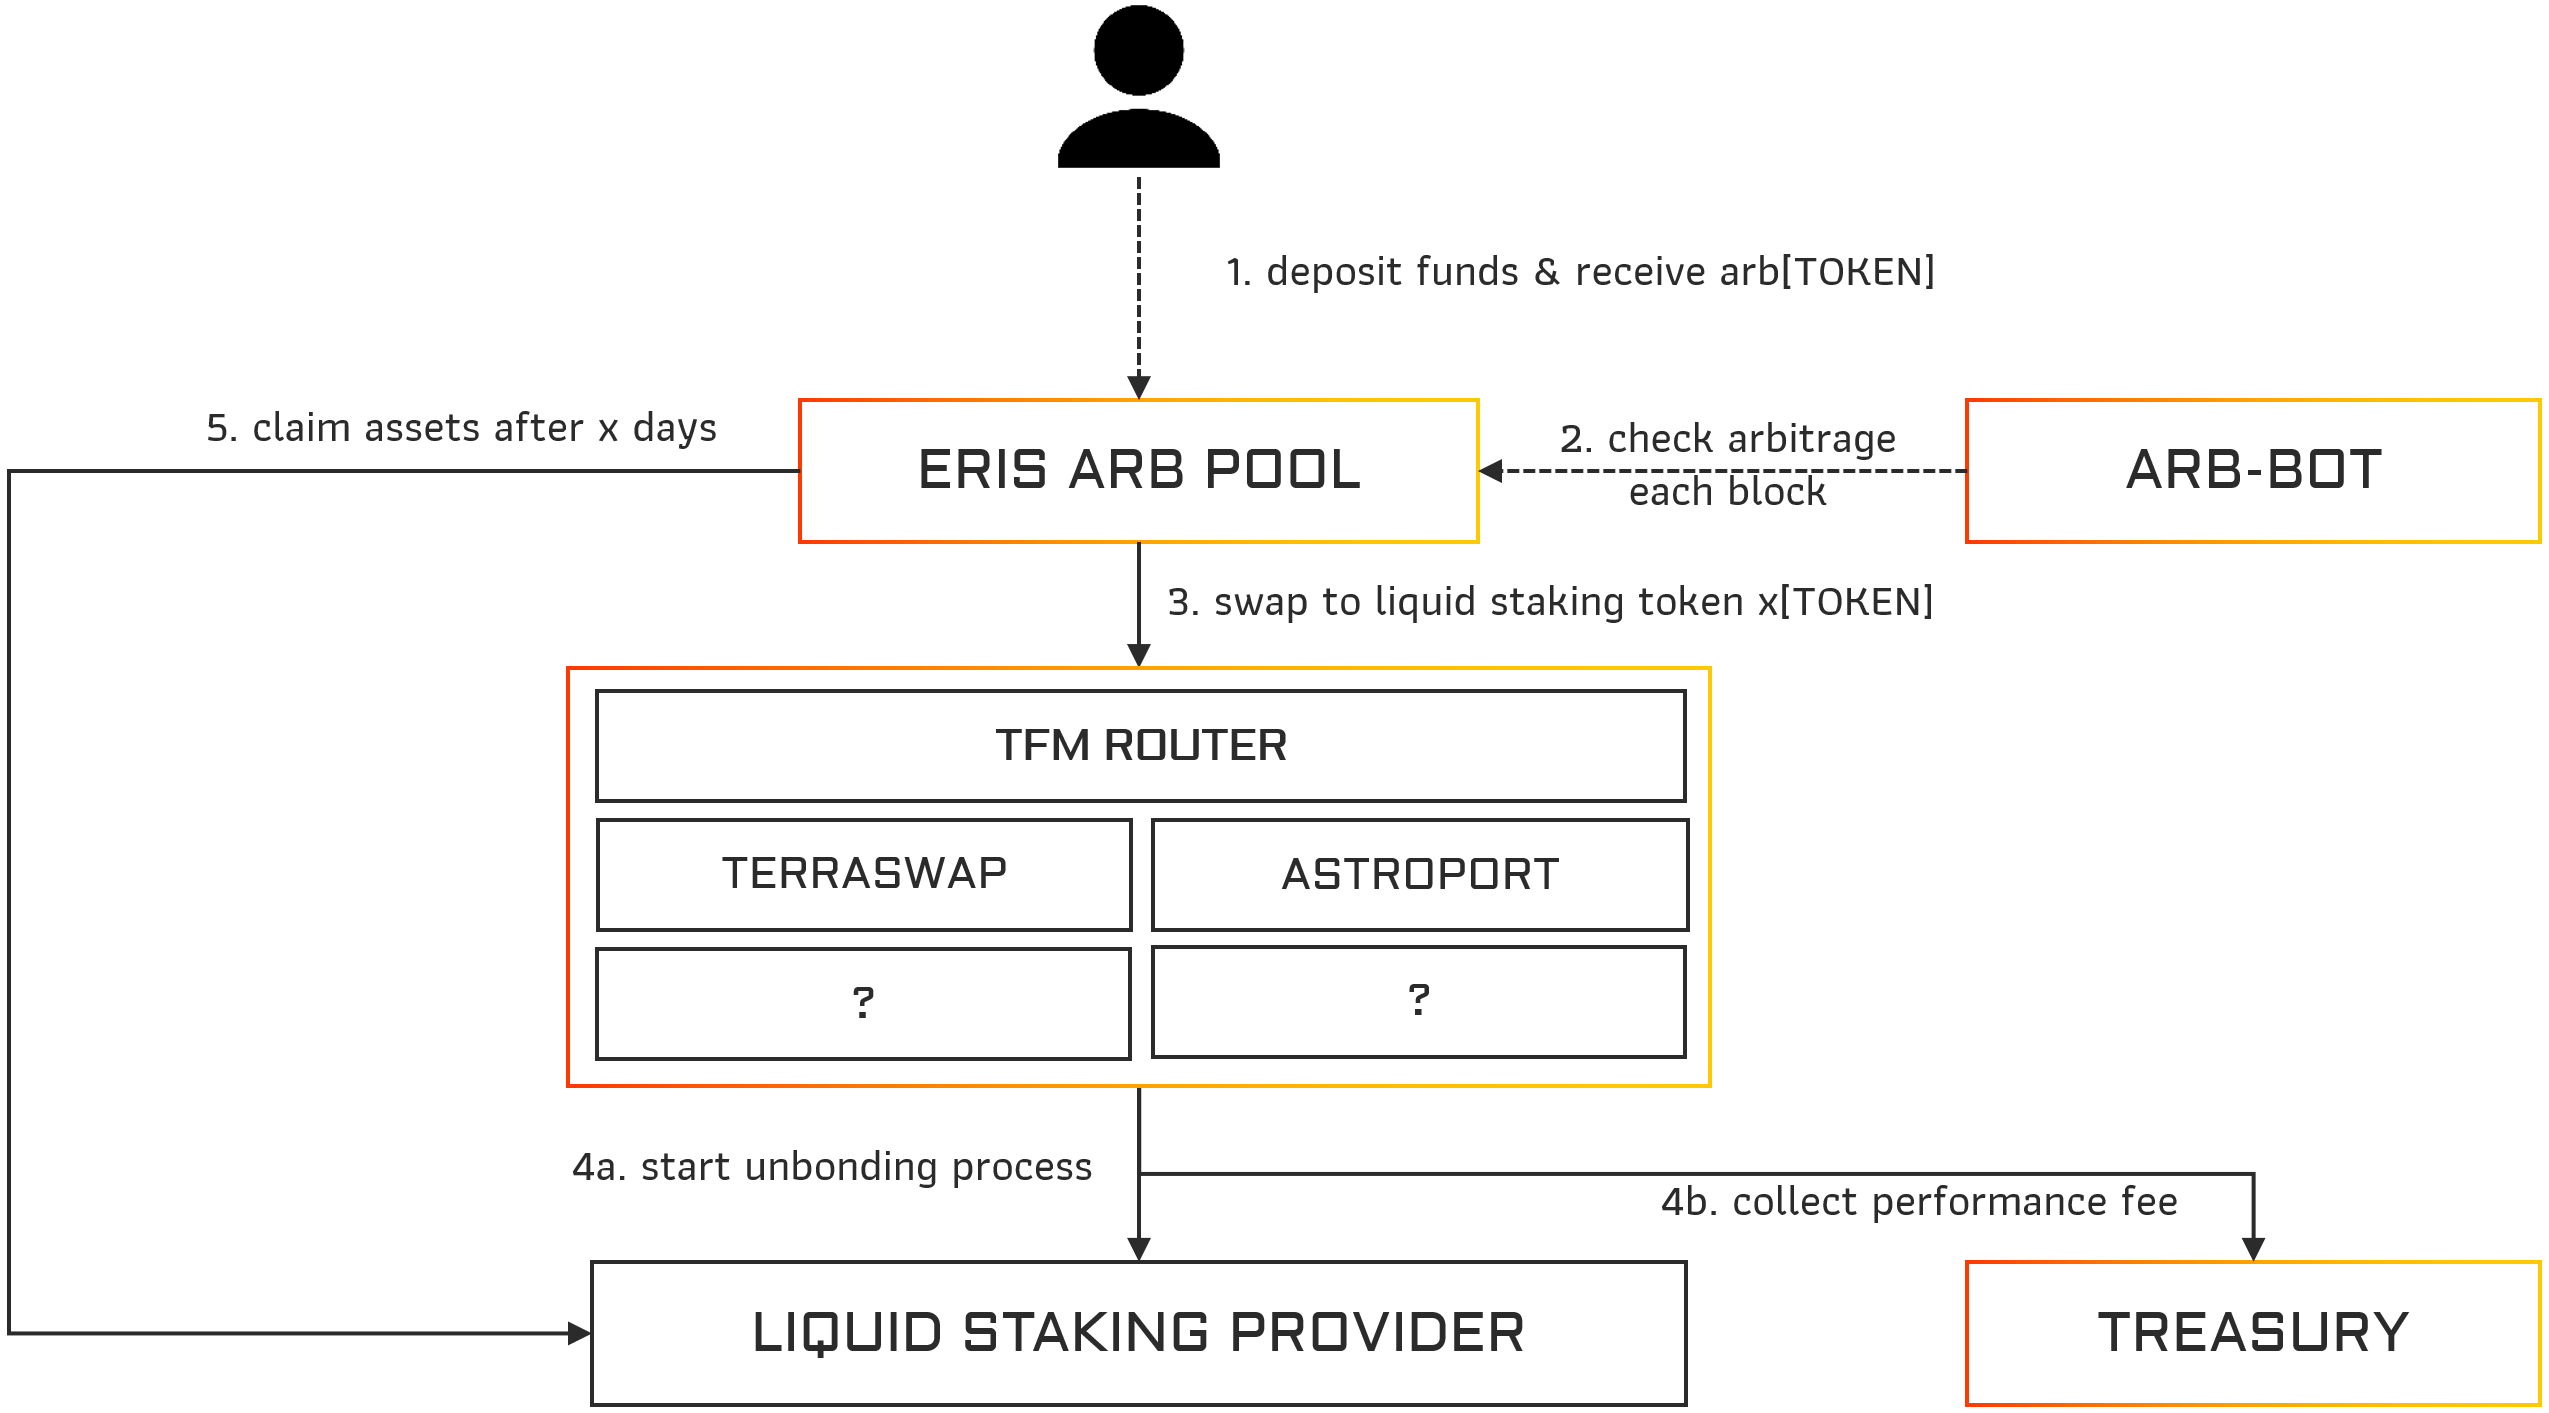 1. deposit funds & receive arb[TOKEN]
5. claim assets after x days
ERIS ARB POOL
2. check arbitrage
each block
ARB-BOT
3. swap to liquid staking token x[TOKEN]
TFM ROUTER
TERRASWAP
ASTROPORT
?
?
4a. start unbonding process
4b. collect performance fee
LIQUID STAKING PROVIDER
TREASURY